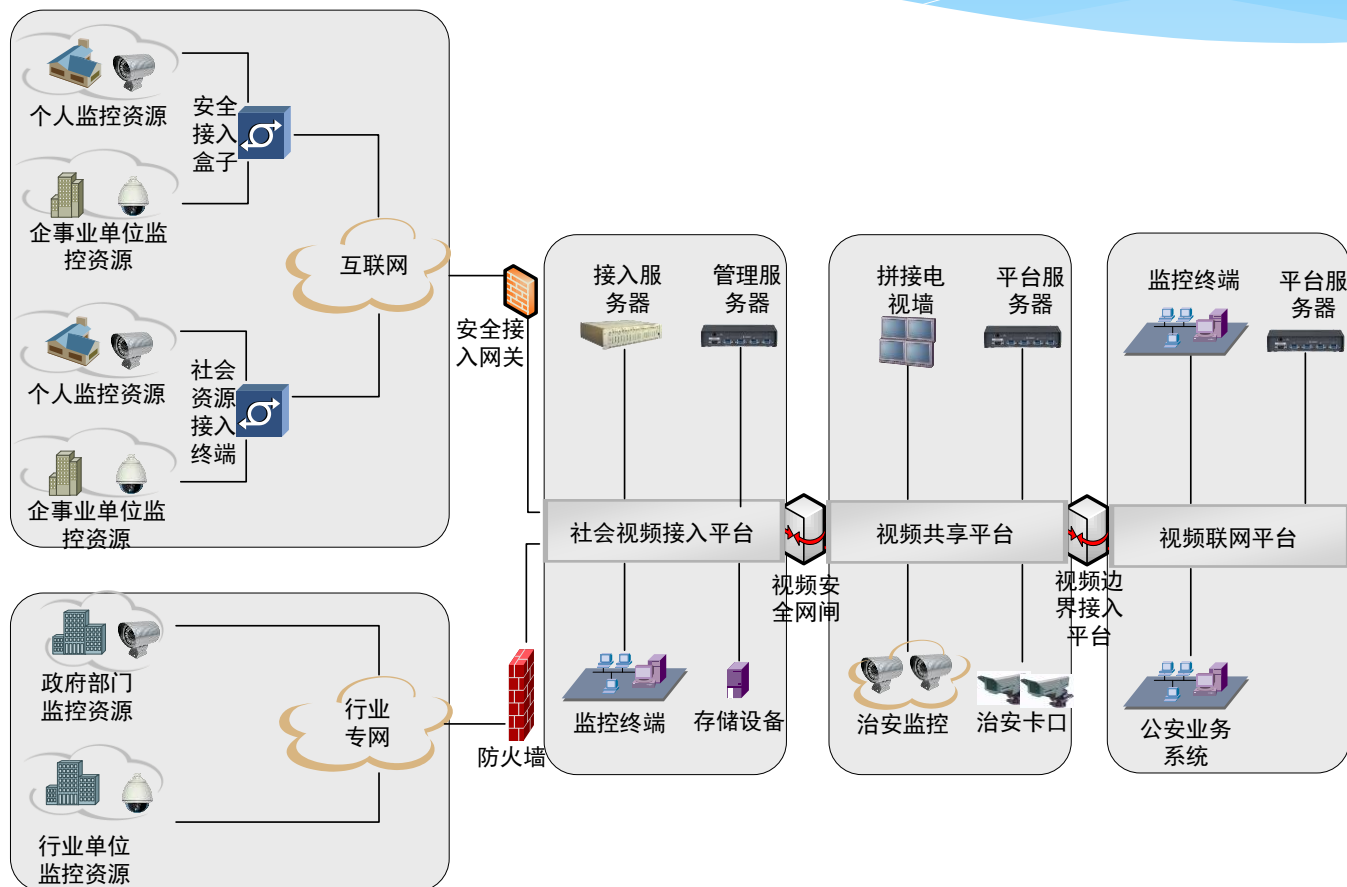 个人监控资源
安全
接入
盒子
企事业单位监
控资源
互联网
个人监控资源
社会
资源
接入
终端
企事业单位监
控资源
安全接
入网关
政府部门
监控资源
行业
专网
防火墙
行业单位
监控资源
接入服
务器
管理服
务器
社会视频接入平台
监控终端
存储设备
视频安
全网闸
拼接电
视墙
平台服
务器
视频共享平台
治安监控
治安卡口
视频边
界接入
平台
监控终端
平台服
务器
视频联网平台
公安业务
系统